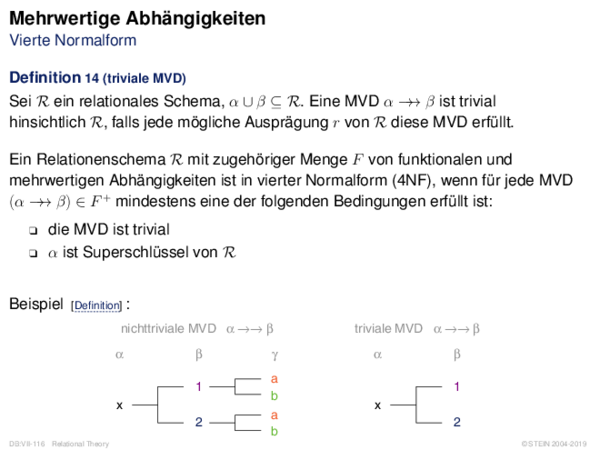 Mehrwertige Abhängigkeiten
Vierte Normalform
Definition 14 (triviale MVD)
Sei ℛ ein relationales Schema, α ∪ β ⊆ ℛ. Eine MVD α →→ β ist trivial
hinsichtlich ℛ, falls jede mögliche Ausprägung r von ℛ diese MVD erfüllt.
Ein Relationenschema ℛ mit zugehöriger Menge F von funktionalen und
mehrwertigen Abhängigkeiten ist in vierter Normalform (4NF), wenn für jede MVD
(α →→ β) ∈ F⁺ mindestens eine der folgenden Bedingungen erfüllt ist:
❑ die MVD ist trivial
❑ α ist Superschlüssel von ℛ
Beispiel [Definition] :
nichttriviale MVD α →→ β
α β γ
x
1
2
a
b
a
b
triviale MVD α →→ β
α β
x
1
2
DB:VII-116 Relational Theory
© STEIN 2004-2019